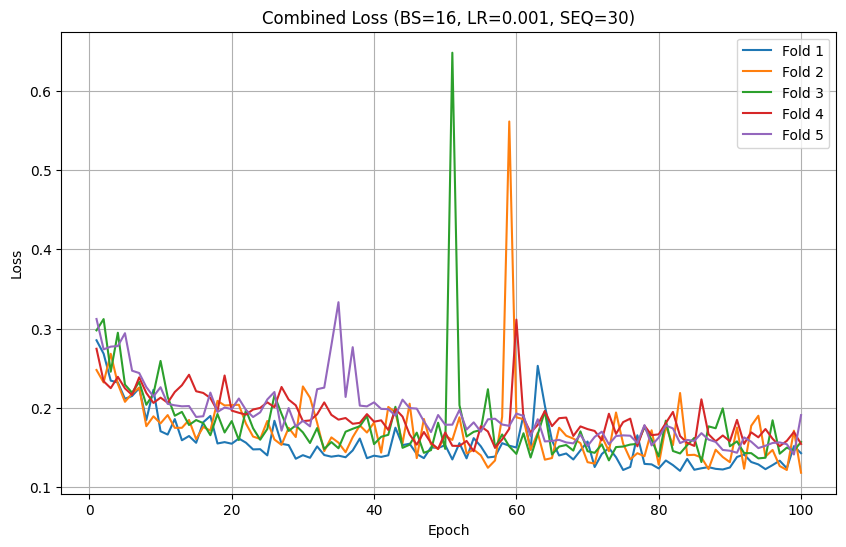 Combined Loss (BS=16, LR=0.001, SEQ=30)
Fold 1
Fold 2
Fold 3
Fold 4
Fold 5
0.6
0.5
0.4
0.3
0.2
0.1
Loss
0
20
40
60
80
100
Epoch